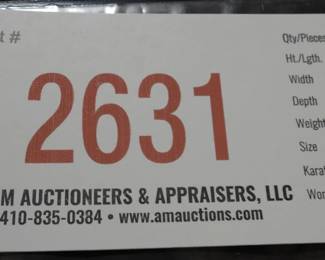 #
2631
M AUCTIONEERS & APPRAISERS, LLC
410-835-0384 • www.amauctions.com
Qty/Pieces
Ht./Lgth.
Width
Depth
Weight
Size
Karat
Wor